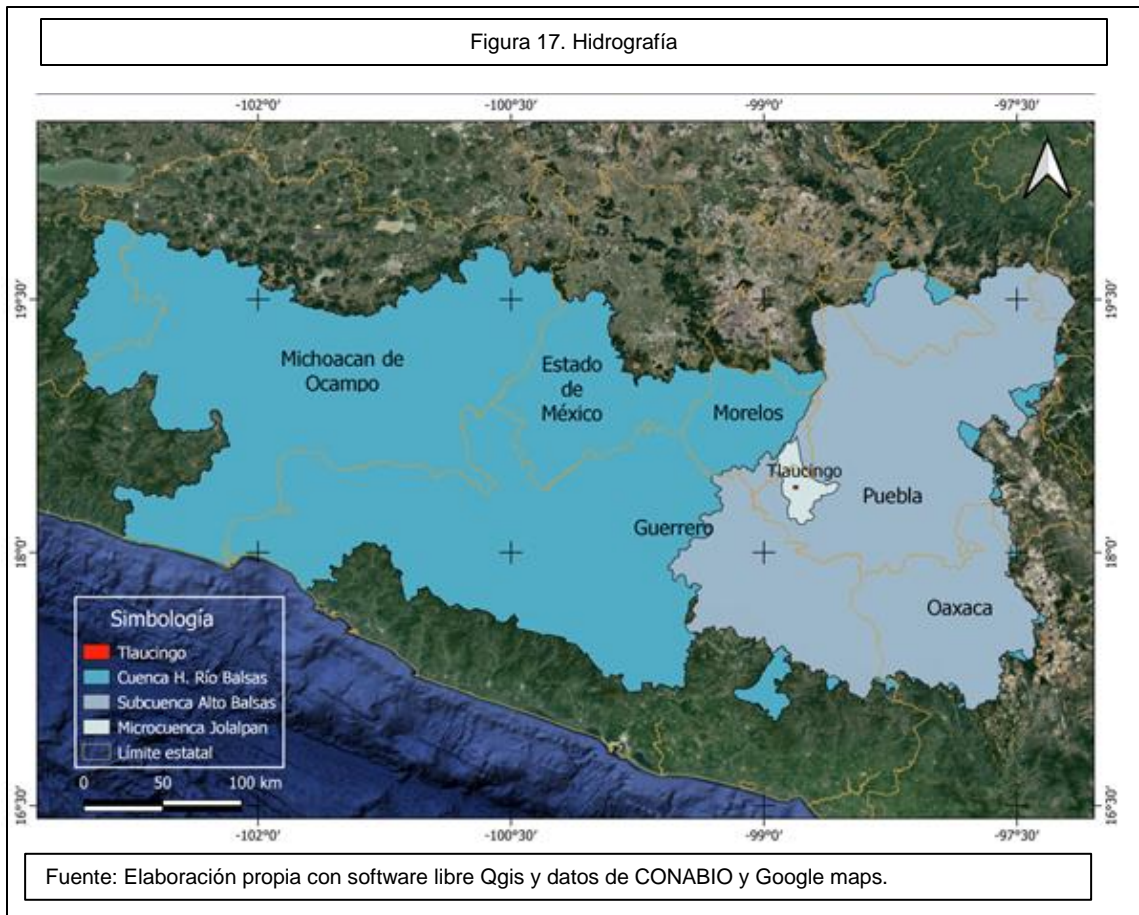 Figura 17. Hidrografía
-102°0' -100°30' -99°0' -97°30'
19°30' 19°30'
Michoacan de
Ocampo
Estado
de
México
Morelos
Tlaucingo
Puebla
Guerrero
18°0' 18°0'
Oaxaca
Simbología
Tlaucingo
Cuenca H. Río Balsas
Subcuenca Alto Balsas
Microcuenca Jolalpan
Límite estatal
0 50 100 km
16°30' 16°30'
-102°0' -100°30' -99°0' -97°30'
Fuente: Elaboración propia con software libre Qgis y datos de CONABIO y Google maps.